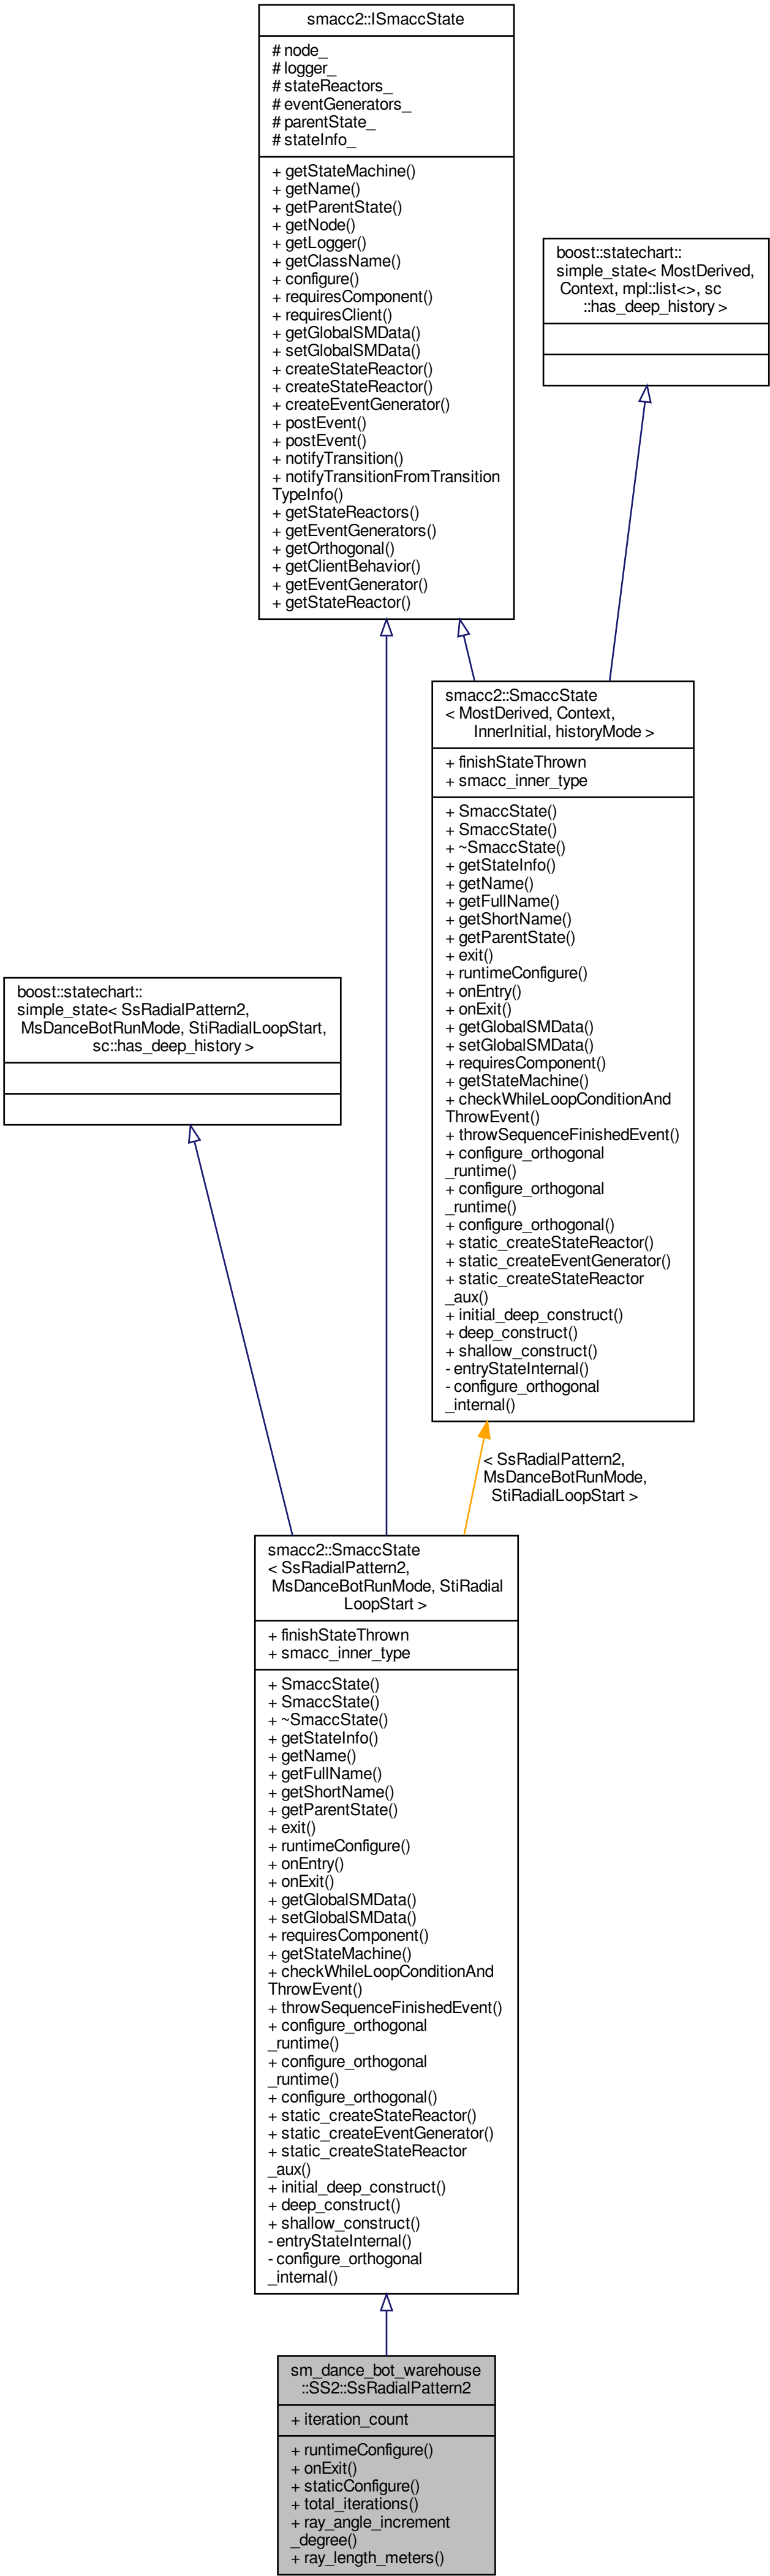 smacc2::ISmaccState
# node_
# logger_
# stateReactors_
# eventGenerators_
# parentState_
# stateInfo_
+ getStateMachine()
+ getName()
+ getParentState()
+ getNode()
+ getLogger()
+ getClassName()
+ configure()
+ requiresComponent()
+ requiresClient()
+ getGlobalSMData()
+ setGlobalSMData()
+ createStateReactor()
+ createStateReactor()
+ createEventGenerator()
+ postEvent()
+ postEvent()
+ notifyTransition()
+ notifyTransitionFromTransition
TypeInfo()
+ getStateReactors()
+ getEventGenerators()
+ getOrthogonal()
+ getClientBehavior()
+ getEventGenerator()
+ getStateReactor()
boost::statechart::
simple_state< MostDerived,
Context, mpl::list<>, sc
::has_deep_history >
smacc2::SmaccState
< MostDerived, Context,
InnerInitial, historyMode >
+ finishStateThrown
+ smacc_inner_type
+ SmaccState()
+ SmaccState()
+ ~SmaccState()
+ getStateInfo()
+ getName()
+ getFullName()
+ getShortName()
+ getParentState()
+ exit()
+ runtimeConfigure()
+ onEntry()
+ onExit()
+ getGlobalSMData()
+ setGlobalSMData()
+ requiresComponent()
+ getStateMachine()
+ checkWhileLoopConditionAnd
ThrowEvent()
+ throwSequenceFinishedEvent()
+ configure_orthogonal
_runtime()
+ configure_orthogonal
_runtime()
+ configure_orthogonal()
+ static_createStateReactor()
+ static_createEventGenerator()
+ static_createStateReactor
_aux()
+ initial_deep_construct()
+ deep_construct()
+ shallow_construct()
- entryStateInternal()
- configure_orthogonal
_internal()
boost::statechart::
simple_state< SsRadialPattern2,
MsDanceBotRunMode, StiRadialLoopStart,
sc::has_deep_history >
< SsRadialPattern2,
MsDanceBotRunMode,
StiRadialLoopStart >
smacc2::SmaccState
< SsRadialPattern2,
MsDanceBotRunMode, StiRadial
LoopStart >
+ finishStateThrown
+ smacc_inner_type
+ SmaccState()
+ SmaccState()
+ ~SmaccState()
+ getStateInfo()
+ getName()
+ getFullName()
+ getShortName()
+ getParentState()
+ exit()
+ runtimeConfigure()
+ onEntry()
+ onExit()
+ getGlobalSMData()
+ setGlobalSMData()
+ requiresComponent()
+ getStateMachine()
+ checkWhileLoopConditionAnd
ThrowEvent()
+ throwSequenceFinishedEvent()
+ configure_orthogonal
_runtime()
+ configure_orthogonal
_runtime()
+ configure_orthogonal()
+ static_createStateReactor()
+ static_createEventGenerator()
+ static_createStateReactor
_aux()
+ initial_deep_construct()
+ deep_construct()
+ shallow_construct()
- entryStateInternal()
- configure_orthogonal
_internal()
sm_dance_bot_warehouse
::SS2::SsRadialPattern2
+ iteration_count
+ runtimeConfigure()
+ onExit()
+ staticConfigure()
+ total_iterations()
+ ray_angle_increment
_degree()
+ ray_length_meters()